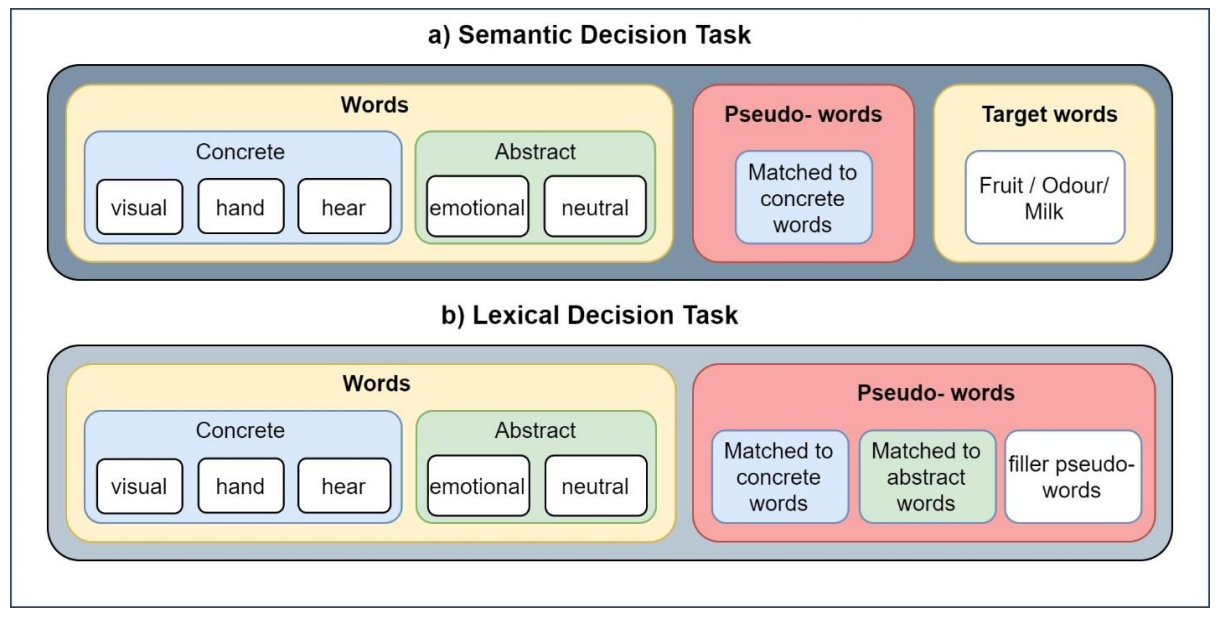 a) Semantic Decision Task
Words
Concrete
visual
hand
hear
Abstract
emotional
neutral
Pseudo- words
Matched to
concrete
words
Target words
Fruit / Odour/
Milk
b) Lexical Decision Task
Words
Concrete
visual
hand
hear
Abstract
emotional
neutral
Pseudo- words
Matched to
concrete
words
Matched to
abstract
words
filler pseudo-
words